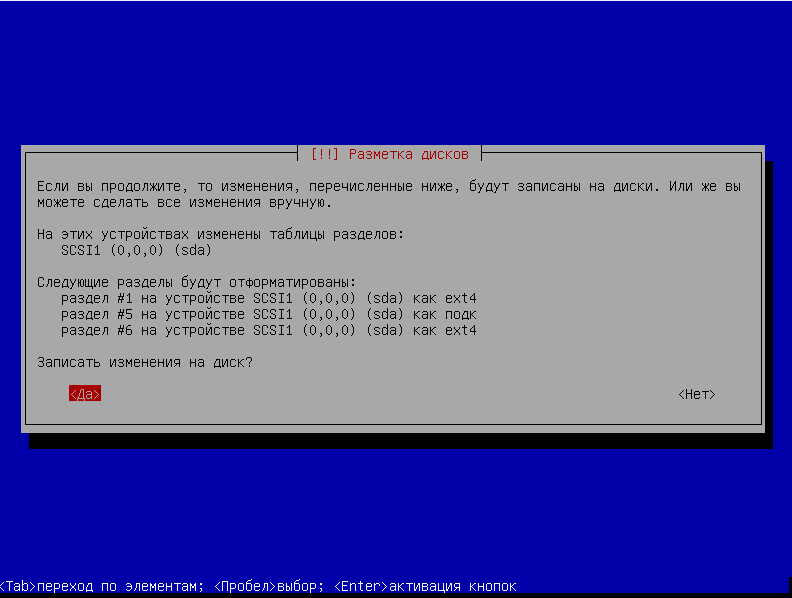 [!!] Разметка дисков
Если вы продолжите, то изменения, перечисленные ниже, будут записаны на диски. Или же вы
можете сделать все изменения вручную.
На этих устройствах изменены таблицы разделов:
SCSI1 (0,0,0) (sda)
Следующие разделы будут отформатированы:
раздел #1 на устройстве SCSI1 (0,0,0) (sda) как ext4
раздел #5 на устройстве SCSI1 (0,0,0) (sda) как подк
раздел #6 на устройстве SCSI1 (0,0,0) (sda) как ext4
Записать изменения на диск?
<Да> <Нет>
<Tab>переход по элементам; <Пробел>выбор; <Enter>активация кнопок